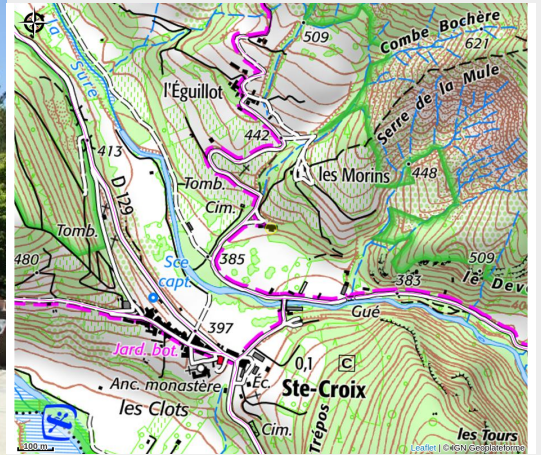 509
Combe Bochère
621
la Sure
l'Éguillot
Serre de la Mule
442
413
les Morins
448
D 129
Tomb.
Cim.
Tomb.
480
Sce
capt.
385
509
383
le Dev
Gué
397
Jard. bot.
0,1
C
Anc. monastère
Éc.
Ste-Croix
les Clots
Trépos
Cim.
les Tours
100 m
Leaflet | © IGN Geoplateforme